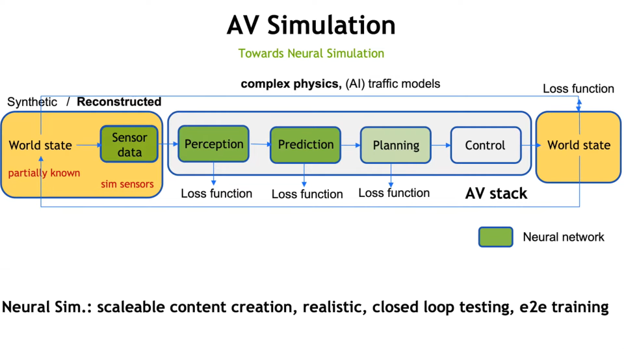 AV Simulation
Towards Neural Simulation
complex physics, (AI) traffic models
Loss function
Synthetic / Reconstructed
World state
Sensor
data
Perception
Prediction
Planning
Control
World state
partially known
sim sensors
Loss function
Loss function
Loss function
AV stack
Neural network
Neural Sim.: scaleable content creation, realistic, closed loop testing, e2e training